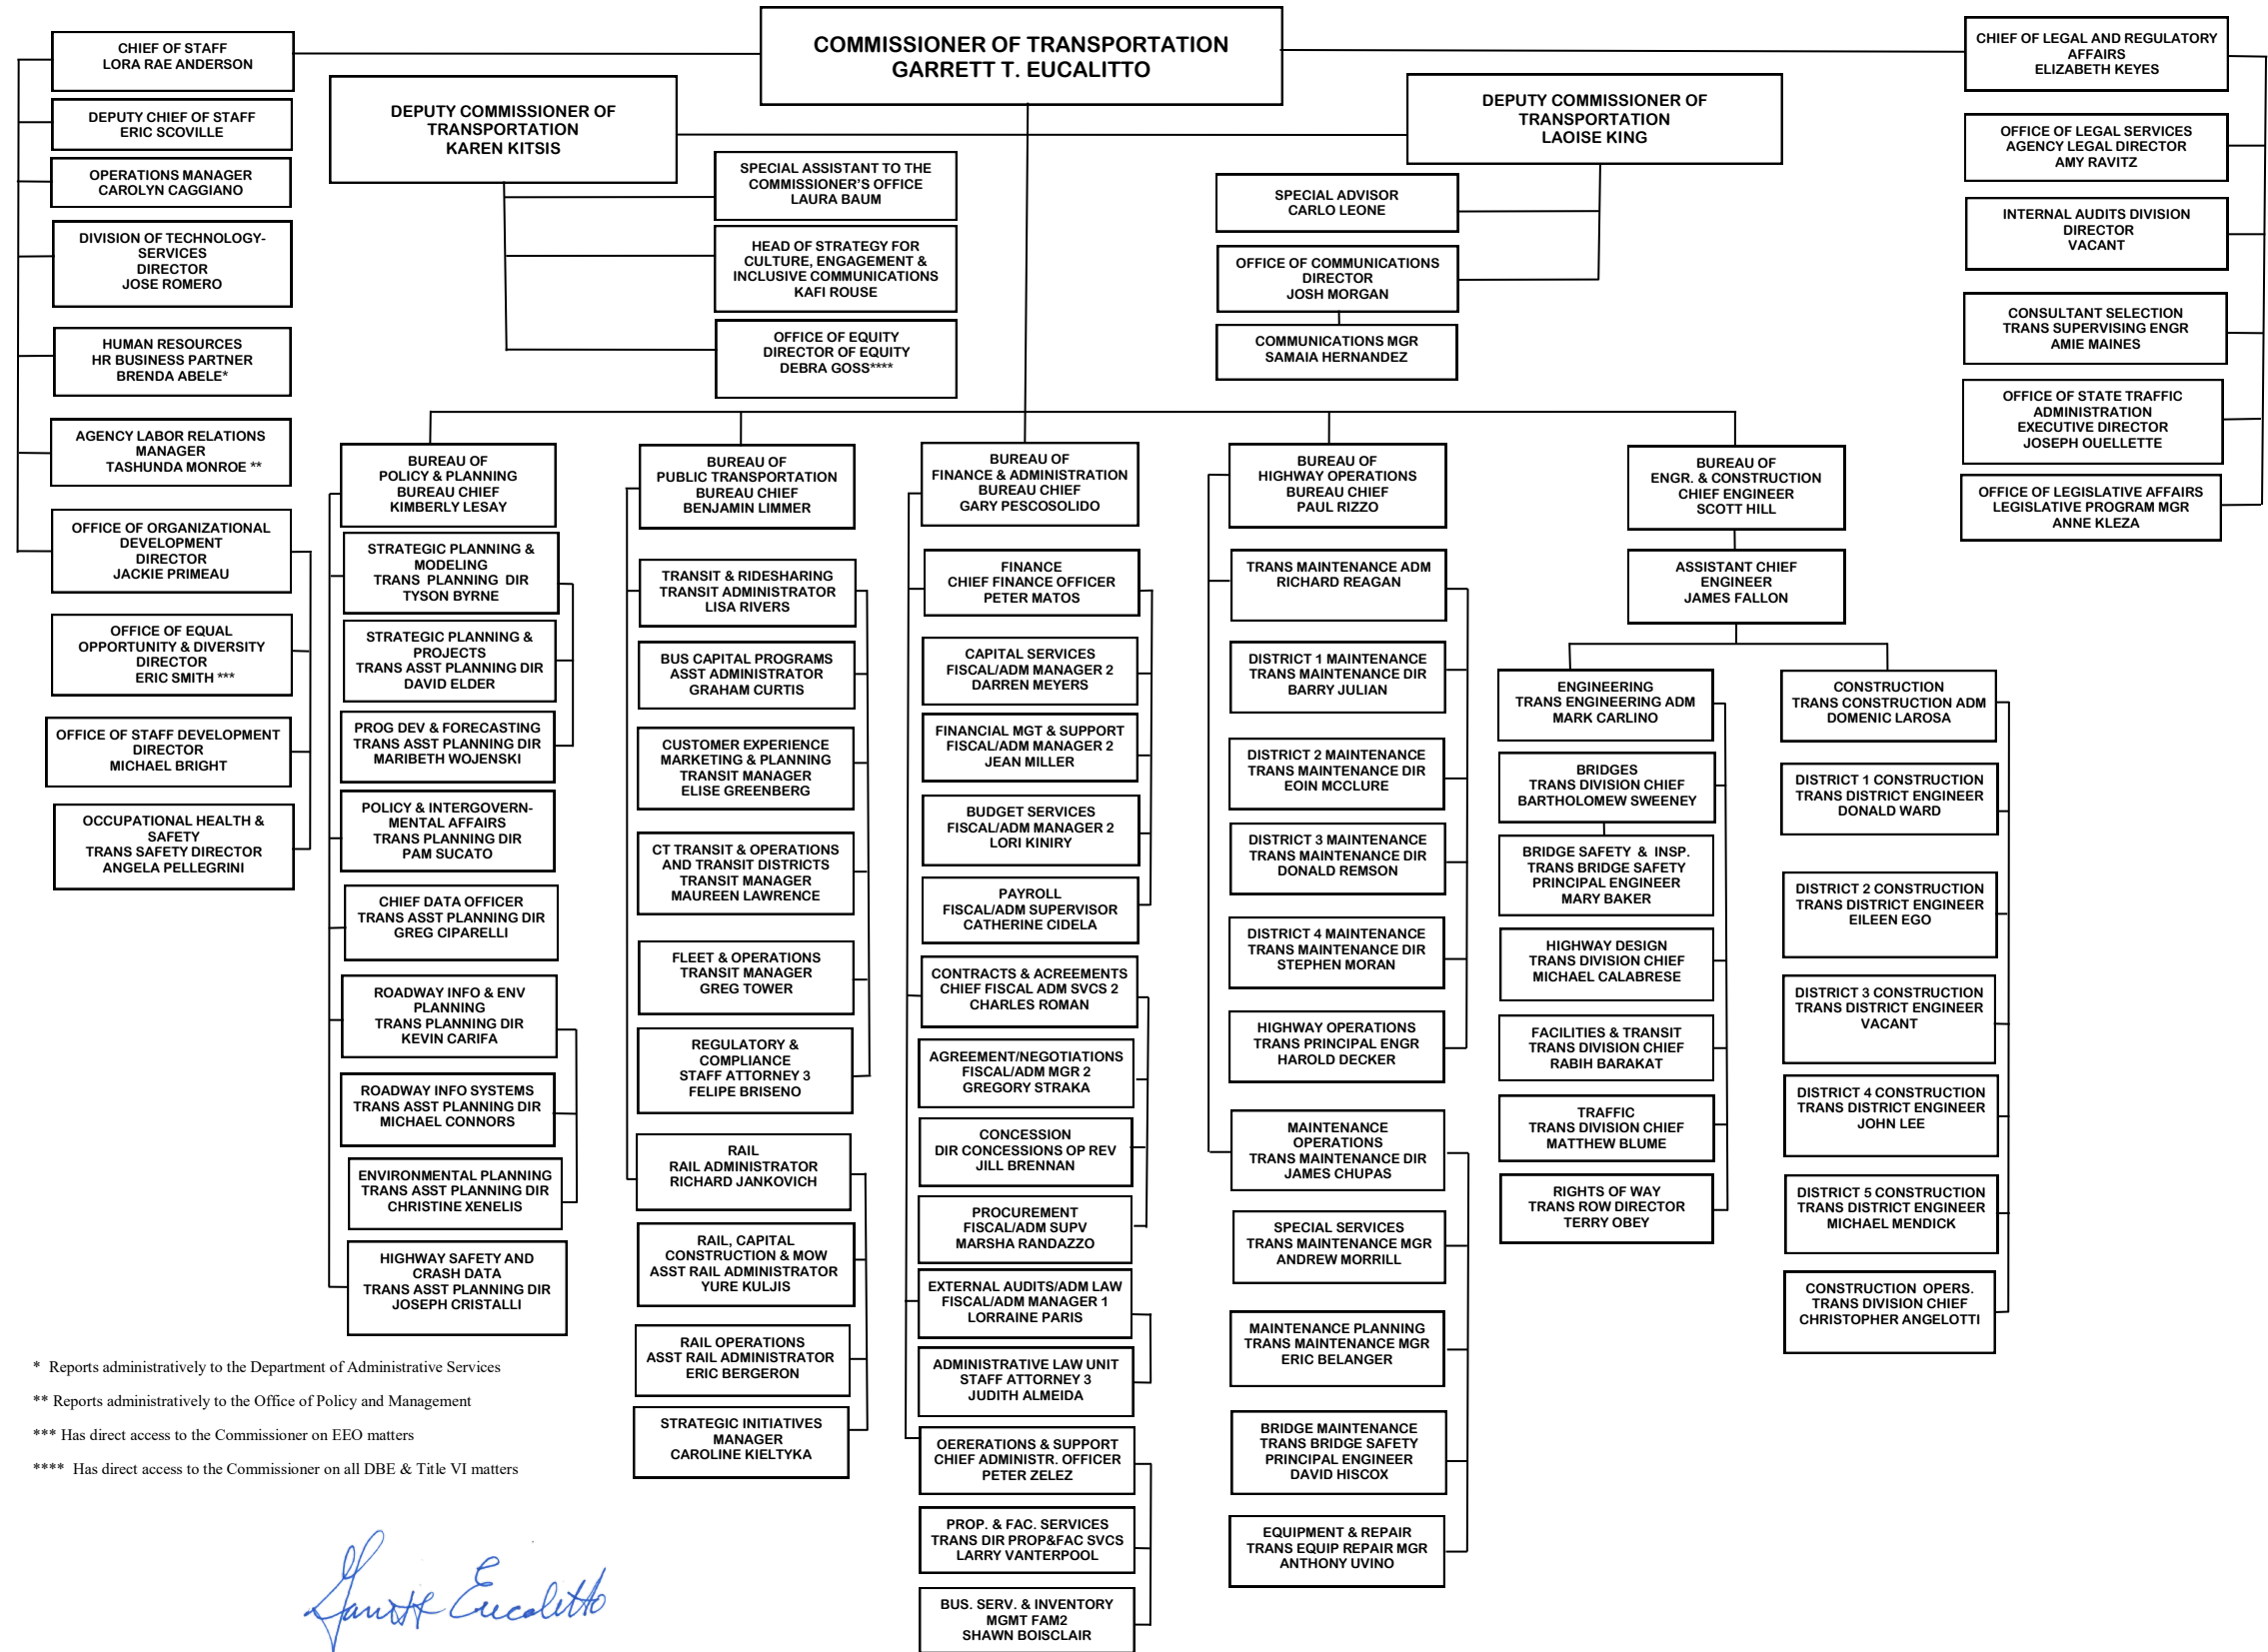 COMMISSIONER OF TRANSPORTATION
GARRETT T. EUCALITTO
CHIEF OF STAFF
LORA RAE ANDERSON
DEPUTY CHIEF OF STAFF
ERIC SCOVILLE
OPERATIONS MANAGER
CAROLYN CAGGIANO
DIVISION OF TECHNOLOGY-
SERVICES
DIRECTOR
JOSE ROMERO
HUMAN RESOURCES
HR BUSINESS PARTNER
BRENDA ABELE*
AGENCY LABOR RELATIONS
MANAGER
TASHUNDA MONROE **
OFFICE OF ORGANIZATIONAL
DEVELOPMENT
DIRECTOR
JACKIE PRIMEAU
OFFICE OF EQUAL
OPPORTUNITY & DIVERSITY
DIRECTOR
ERIC SMITH ***
OFFICE OF STAFF DEVELOPMENT
DIRECTOR
MICHAEL BRIGHT
OCCUPATIONAL HEALTH &
SAFETY
TRANS SAFETY DIRECTOR
ANGELA PELLEGRINI
DEPUTY COMMISSIONER OF
TRANSPORTATION
KAREN KITSIS
SPECIAL ASSISTANT TO THE
COMMISSIONER'S OFFICE
LAURA BAUM
HEAD OF STRATEGY FOR
CULTURE, ENGAGEMENT &
INCLUSIVE COMMUNICATIONS
KAFI ROUSE
OFFICE OF EQUITY
DIRECTOR OF EQUITY
DEBRA GOSS****
DEPUTY COMMISSIONER OF
TRANSPORTATION
LAOISE KING
SPECIAL ADVISOR
CARLO LEONE
OFFICE OF COMMUNICATIONS
DIRECTOR
JOSH MORGAN
COMMUNICATIONS MGR
SAMAIA HERNANDEZ
CHIEF OF LEGAL AND REGULATORY
AFFAIRS
ELIZABETH KEYES
OFFICE OF LEGAL SERVICES
AGENCY LEGAL DIRECTOR
AMY RAVITZ
INTERNAL AUDITS DIVISION
DIRECTOR
VACANT
CONSULTANT SELECTION
TRANS SUPERVISING ENGR
AMIE MAINES
OFFICE OF STATE TRAFFIC
ADMINISTRATION
EXECUTIVE DIRECTOR
JOSEPH OUELLETTE
OFFICE OF LEGISLATIVE AFFAIRS
LEGISLATIVE PROGRAM MGR
ANNE KLEZA
BUREAU OF
POLICY & PLANNING
BUREAU CHIEF
KIMBERLY LESAY
STRATEGIC PLANNING &
MODELING
TRANS PLANNING DIR
TYSON BYRNE
STRATEGIC PLANNING &
PROJECTS
TRANS ASST PLANNING DIR
DAVID ELDER
PROG DEV & FORECASTING
TRANS ASST PLANNING DIR
MARIBETH WOJENSKI
POLICY & INTERGOVERN-
MENTAL AFFAIRS
TRANS PLANNING DIR
PAM SUCATO
CHIEF DATA OFFICER
TRANS ASST PLANNING DIR
GREG CIPARELLI
ROADWAY INFO & ENV
PLANNING
TRANS PLANNING DIR
KEVIN CARIFA
ROADWAY INFO SYSTEMS
TRANS ASST PLANNING DIR
MICHAEL CONNORS
ENVIRONMENTAL PLANNING
TRANS ASST PLANNING DIR
CHRISTINE XENELIS
HIGHWAY SAFETY AND
CRASH DATA
TRANS ASST PLANNING DIR
JOSEPH CRISTALLI
BUREAU OF
PUBLIC TRANSPORTATION
BUREAU CHIEF
BENJAMIN LIMMER
TRANSIT & RIDESHARING
TRANSIT ADMINISTRATOR
LISA RIVERS
BUS CAPITAL PROGRAMS
ASST ADMINISTRATOR
GRAHAM CURTIS
CUSTOMER EXPERIENCE
MARKETING & PLANNING
TRANSIT MANAGER
ELISE GREENBERG
CT TRANSIT & OPERATIONS
AND TRANSIT DISTRICTS
TRANSIT MANAGER
MAUREEN LAWRENCE
FLEET & OPERATIONS
TRANSIT MANAGER
GREG TOWER
REGULATORY &
COMPLIANCE
STAFF ATTORNEY 3
FELIPE BRISENO
RAIL
RAIL ADMINISTRATOR
RICHARD JANKOVICH
RAIL, CAPITAL
CONSTRUCTION & MOW
ASST RAIL ADMINISTRATOR
YURE KULJIS
RAIL OPERATIONS
ASST RAIL ADMINISTRATOR
ERIC BERGERON
STRATEGIC INITIATIVES
MANAGER
CAROLINE KIELTYKA
BUREAU OF
FINANCE & ADMINISTRATION
BUREAU CHIEF
GARY PESCOSOLIDO
FINANCE
CHIEF FINANCE OFFICER
PETER MATOS
CAPITAL SERVICES
FISCAL/ADM MANAGER 2
DARREN MEYERS
FINANCIAL MGT & SUPPORT
FISCAL/ADM MANAGER 2
JEAN MILLER
BUDGET SERVICES
FISCAL/ADM MANAGER 2
LORI KINIRY
PAYROLL
FISCAL/ADM SUPERVISOR
CATHERINE CIDELA
CONTRACTS & AGREEMENTS
CHIEF FISCAL ADM SVCS 2
CHARLES ROMAN
AGREEMENT/NEGOTIATIONS
FISCAL/ADM MGR 2
GREGORY STRAKA
CONCESSION
DIR CONCESSIONS OP REV
JILL BRENNAN
PROCUREMENT
FISCAL/ADM SUPV
MARSHA RANDAZZO
EXTERNAL AUDITS/ADM LAW
FISCAL/ADM MANAGER 1
LORRAINE PARIS
ADMINISTRATIVE LAW UNIT
STAFF ATTORNEY 3
JUDITH ALMEIDA
OERERATIONS & SUPPORT
CHIEF ADMINISTR. OFFICER
PETER ZELEZ
PROP. & FAC. SERVICES
TRANS DIR PROP&FAC SVCS
LARRY VANTERPOOL
BUS. SERV. & INVENTORY
MGMT FAM2
SHAWN BOISCLAIR
BUREAU OF
HIGHWAY OPERATIONS
BUREAU CHIEF
PAUL RIZZO
TRANS MAINTENANCE ADM
RICHARD REAGAN
DISTRICT 1 MAINTENANCE
TRANS MAINTENANCE DIR
BARRY JULIAN
DISTRICT 2 MAINTENANCE
TRANS MAINTENANCE DIR
EOIN MCCLURE
DISTRICT 3 MAINTENANCE
TRANS MAINTENANCE DIR
DONALD REMSON
DISTRICT 4 MAINTENANCE
TRANS MAINTENANCE DIR
STEPHEN MORAN
HIGHWAY OPERATIONS
TRANS PRINCIPAL ENGR
HAROLD DECKER
MAINTENANCE
OPERATIONS
TRANS MAINTENANCE DIR
JAMES CHUPAS
SPECIAL SERVICES
TRANS MAINTENANCE MGR
ANDREW MORRILL
MAINTENANCE PLANNING
TRANS MAINTENANCE MGR
ERIC BELANGER
BRIDGE MAINTENANCE
TRANS BRIDGE SAFETY
PRINCIPAL ENGINEER
DAVID HISCOX
EQUIPMENT & REPAIR
TRANS EQUIP REPAIR MGR
ANTHONY UVINO
BUREAU OF
ENGR. & CONSTRUCTION
CHIEF ENGINEER
SCOTT HILL
ASSISTANT CHIEF
ENGINEER
JAMES FALLON
ENGINEERING
TRANS ENGINEERING ADM
MARK CARLINO
BRIDGES
TRANS DIVISION CHIEF
BARTHOLOMEW SWEENEY
BRIDGE SAFETY & INSP.
TRANS BRIDGE SAFETY
PRINCIPAL ENGINEER
MARY BAKER
HIGHWAY DESIGN
TRANS DIVISION CHIEF
MICHAEL CALABRESE
FACILITIES & TRANSIT
TRANS DIVISION CHIEF
RABIH BARAKAT
TRAFFIC
TRANS DIVISION CHIEF
MATTHEW BLUME
RIGHTS OF WAY
TRANS ROW DIRECTOR
TERRY OBEY
CONSTRUCTION
TRANS CONSTRUCTION ADM
DOMENIC LAROSA
DISTRICT 1 CONSTRUCTION
TRANS DISTRICT ENGINEER
DONALD WARD
DISTRICT 2 CONSTRUCTION
TRANS DISTRICT ENGINEER
EILEEN EGO
DISTRICT 3 CONSTRUCTION
TRANS DISTRICT ENGINEER
VACANT
DISTRICT 4 CONSTRUCTION
TRANS DISTRICT ENGINEER
JOHN LEE
DISTRICT 5 CONSTRUCTION
TRANS DISTRICT ENGINEER
MICHAEL MENDICK
CONSTRUCTION OPERS.
TRANS DIVISION CHIEF
CHRISTOPHER ANGELOTTI
* Reports administratively to the Department of Administrative Services
** Reports administratively to the Office of Policy and Management
*** Has direct access to the Commissioner on EEO matters
**** Has direct access to the Commissioner on all DBE & Title VI matters
Garrett Eucalitto